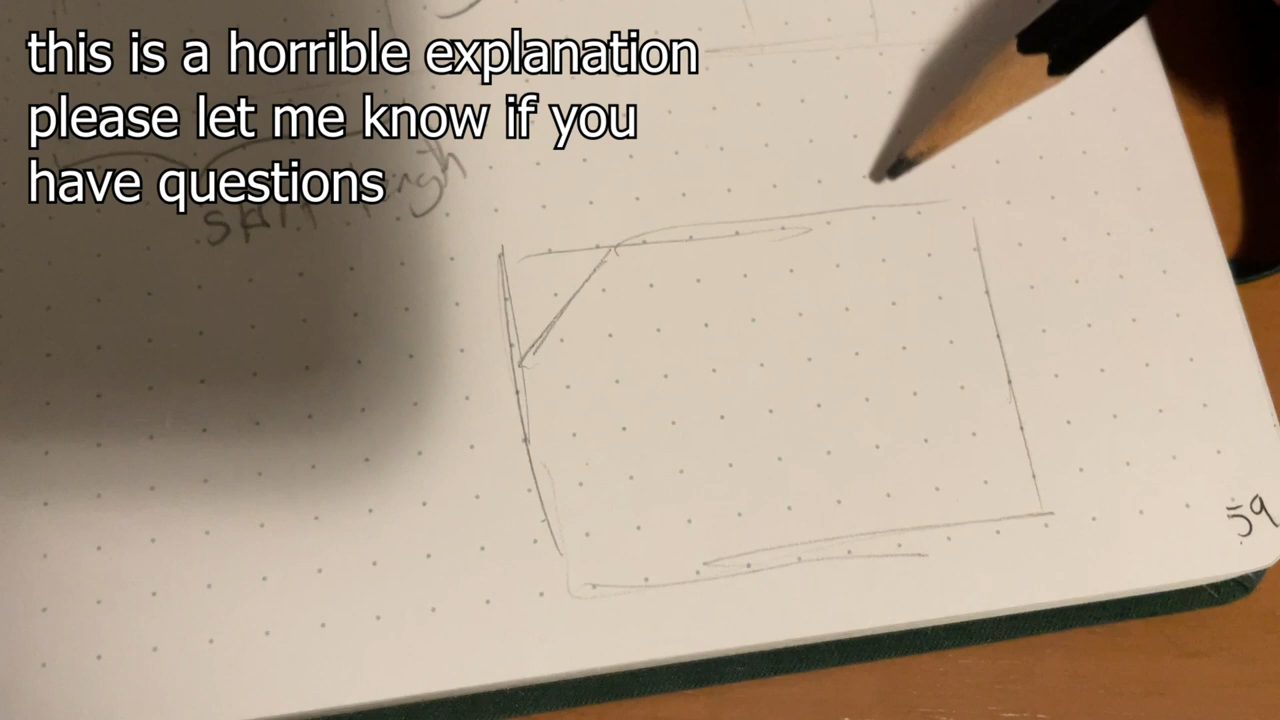 this is a horrible explanation
please let me know if you
have questions
59